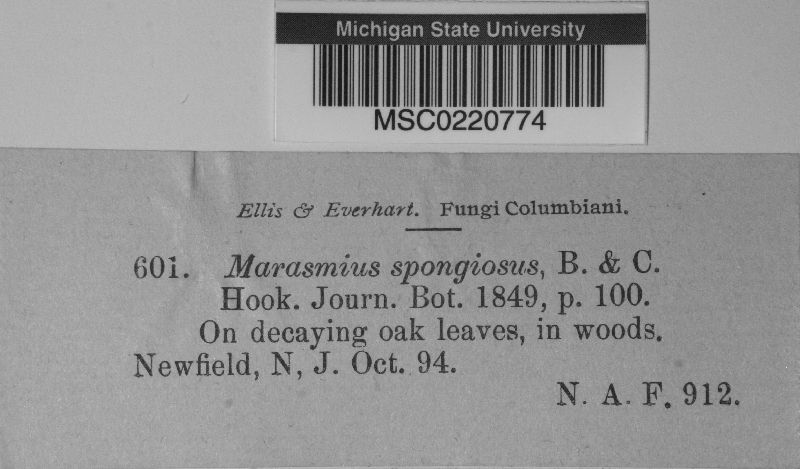 Michigan State University
MSC0220774
Ellis & Everhart. Fungi Columbiani.
601. Marasmius spongiosus, B. & C.
Hook. Journ. Bot. 1849, p. 100.
On decaying oak leaves, in woods.
Newfield, N, J. Oct. 94.
N. A. F. 912.